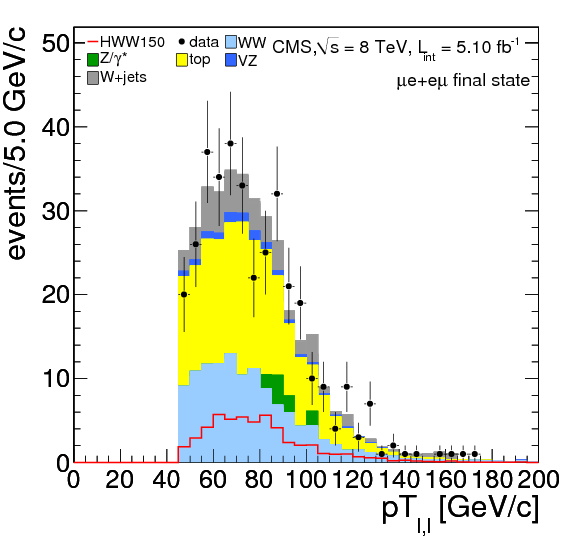 HWW150 data WW
Z/γ* top VZ
W+jets
CMS,√s = 8 TeV, L_int = 5.10 fb⁻¹
μe+eμ final state
events/5.0 GeV/c
50
40
30
20
10
0
0 20 40 60 80 100 120 140 160 180 200
pT_l,l [GeV/c]